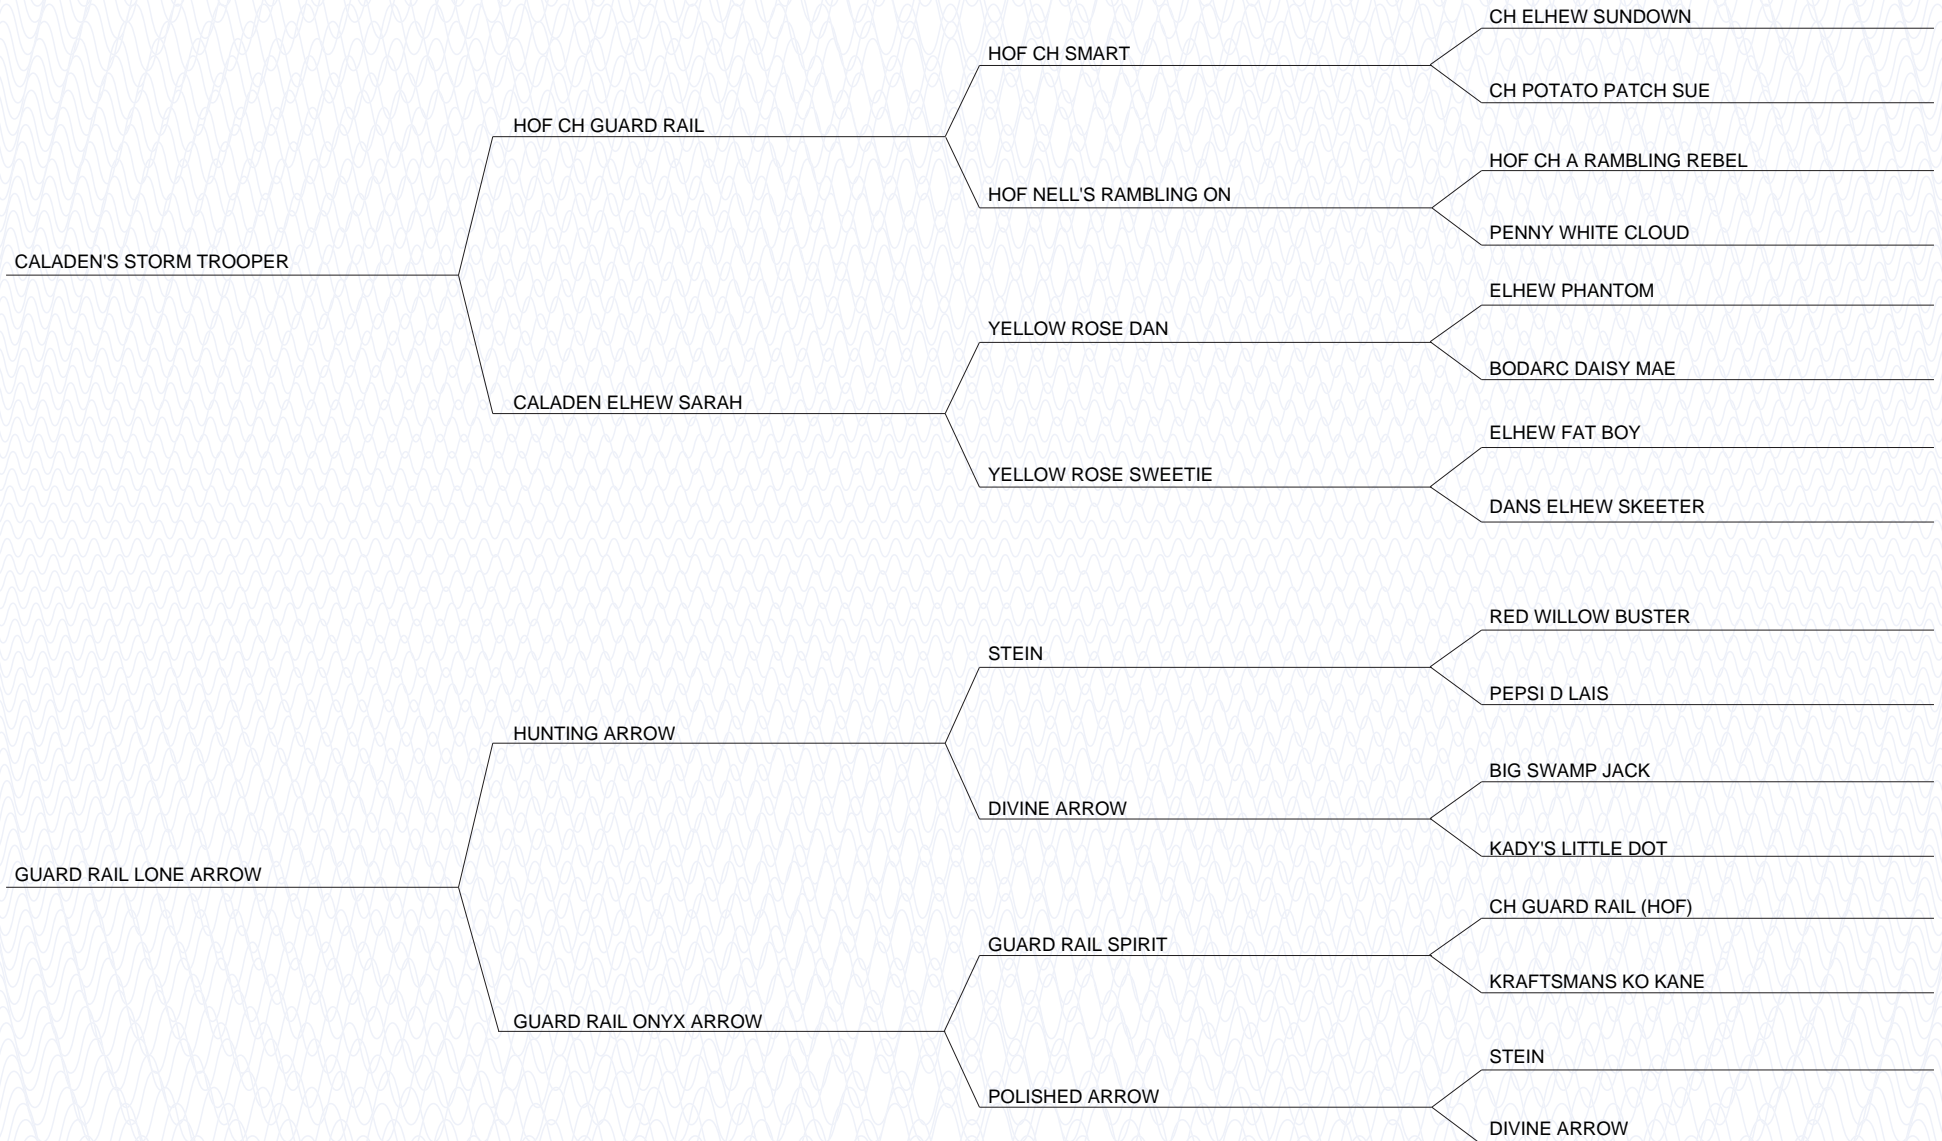 CH ELHEW SUNDOWN
HOF CH SMART
CH POTATO PATCH SUE
HOF CH GUARD RAIL
HOF CH A RAMBLING REBEL
HOF NELL'S RAMBLING ON
PENNY WHITE CLOUD
CALADEN'S STORM TROOPER
ELHEW PHANTOM
YELLOW ROSE DAN
BODARC DAISY MAE
CALADEN ELHEW SARAH
ELHEW FAT BOY
YELLOW ROSE SWEETIE
DANS ELHEW SKEETER
RED WILLOW BUSTER
STEIN
PEPSI D LAIS
HUNTING ARROW
BIG SWAMP JACK
DIVINE ARROW
KADY'S LITTLE DOT
GUARD RAIL LONE ARROW
CH GUARD RAIL (HOF)
GUARD RAIL SPIRIT
KRAFTSMANS KO KANE
GUARD RAIL ONYX ARROW
STEIN
POLISHED ARROW
DIVINE ARROW